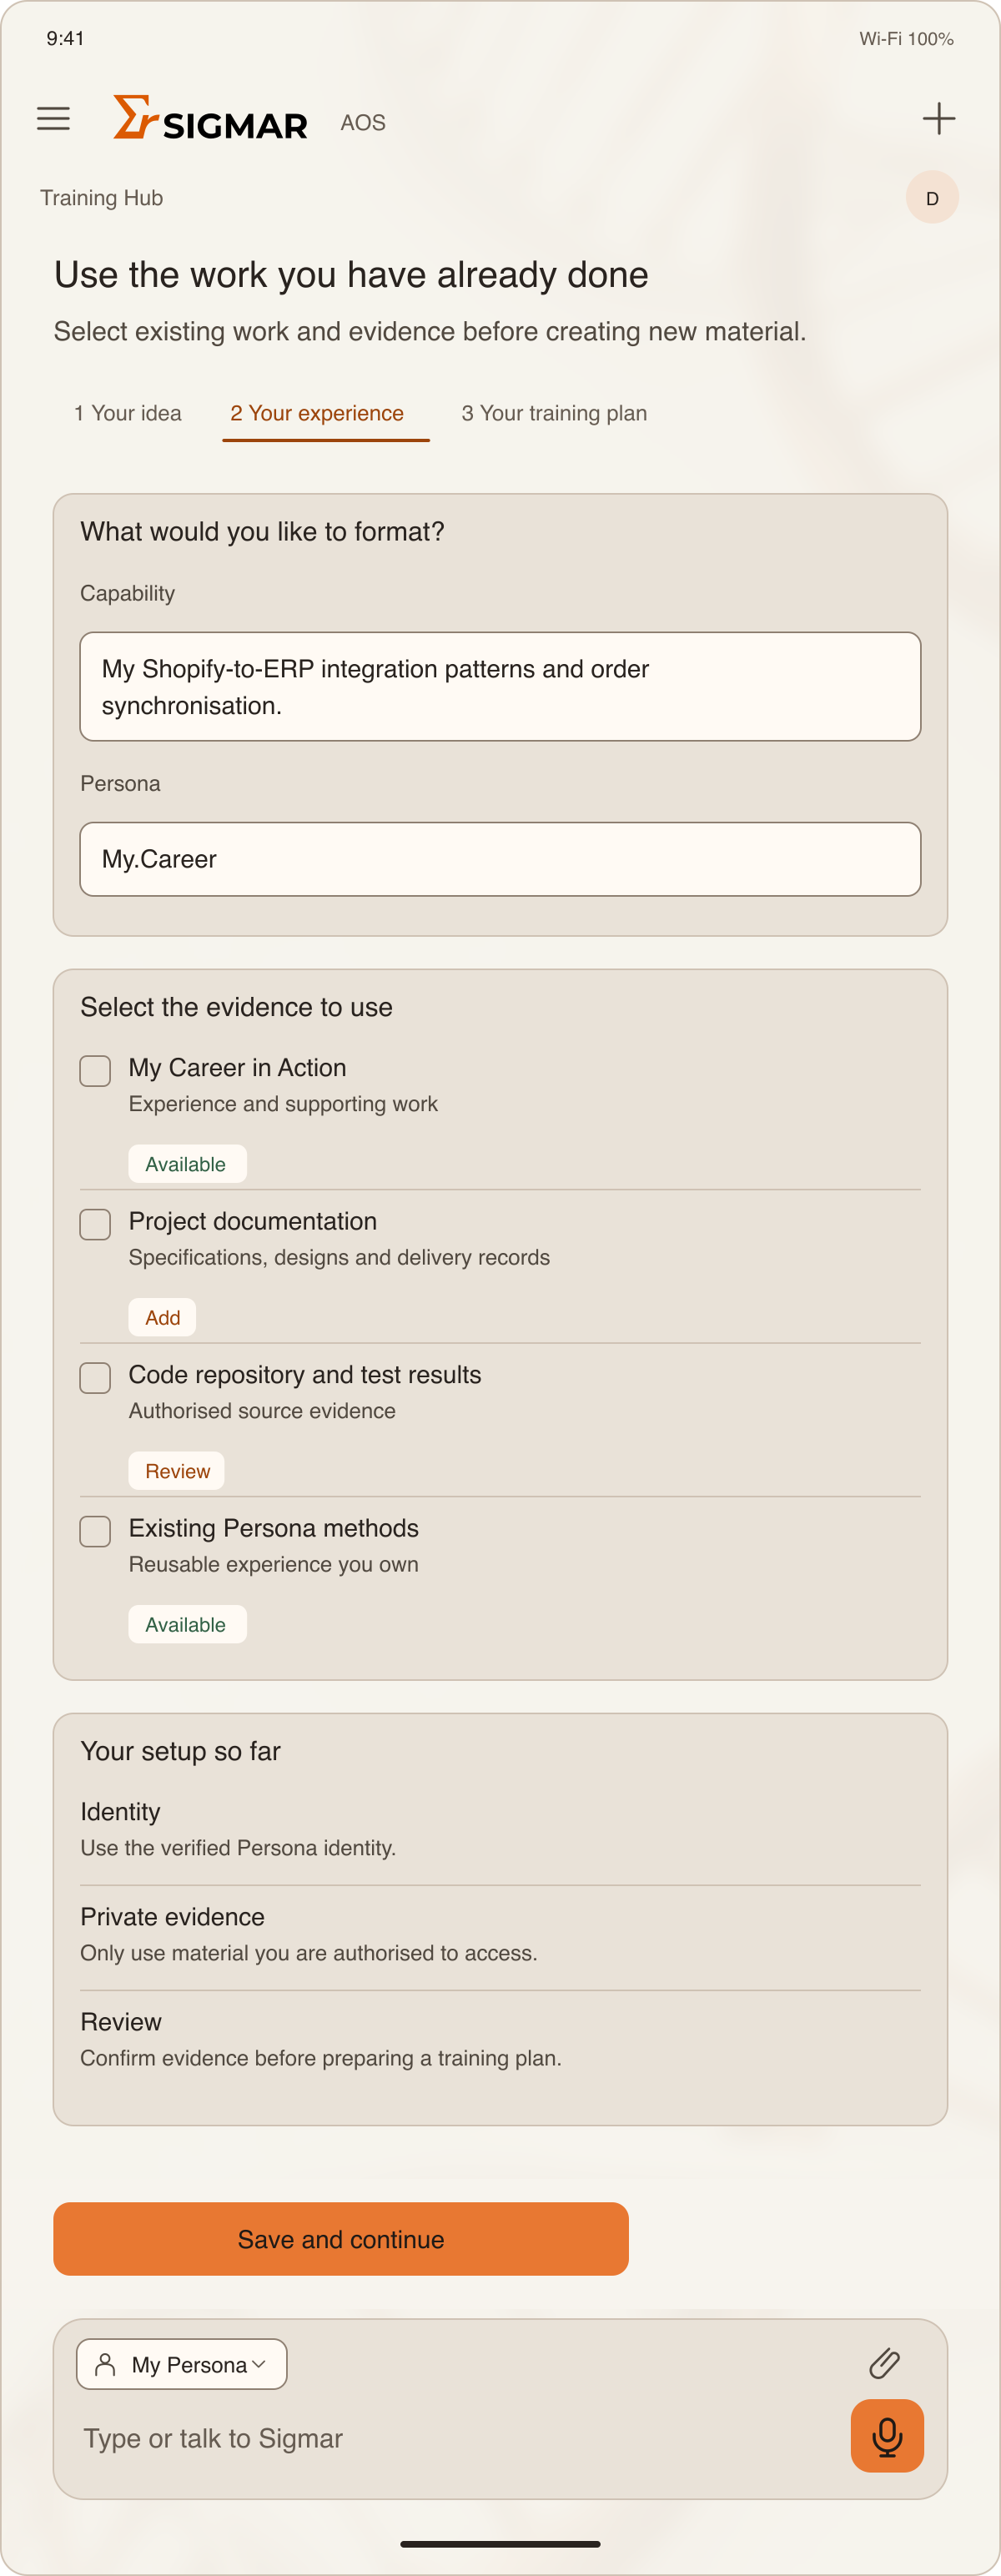 9:41
Wi-Fi 100%
SIGMAR AOS
Training Hub
D
Use the work you have already done
Select existing work and evidence before creating new material.
1 Your idea
2 Your experience
3 Your training plan
What would you like to format?
Capability
My Shopify-to-ERP integration patterns and order
synchronisation.
Persona
My.Career
Select the evidence to use
My Career in Action
Experience and supporting work
Available
Project documentation
Specifications, designs and delivery records
Add
Code repository and test results
Authorised source evidence
Review
Existing Persona methods
Reusable experience you own
Available
Your setup so far
Identity
Use the verified Persona identity.
Private evidence
Only use material you are authorised to access.
Review
Confirm evidence before preparing a training plan.
Save and continue
My Persona
Type or talk to Sigmar